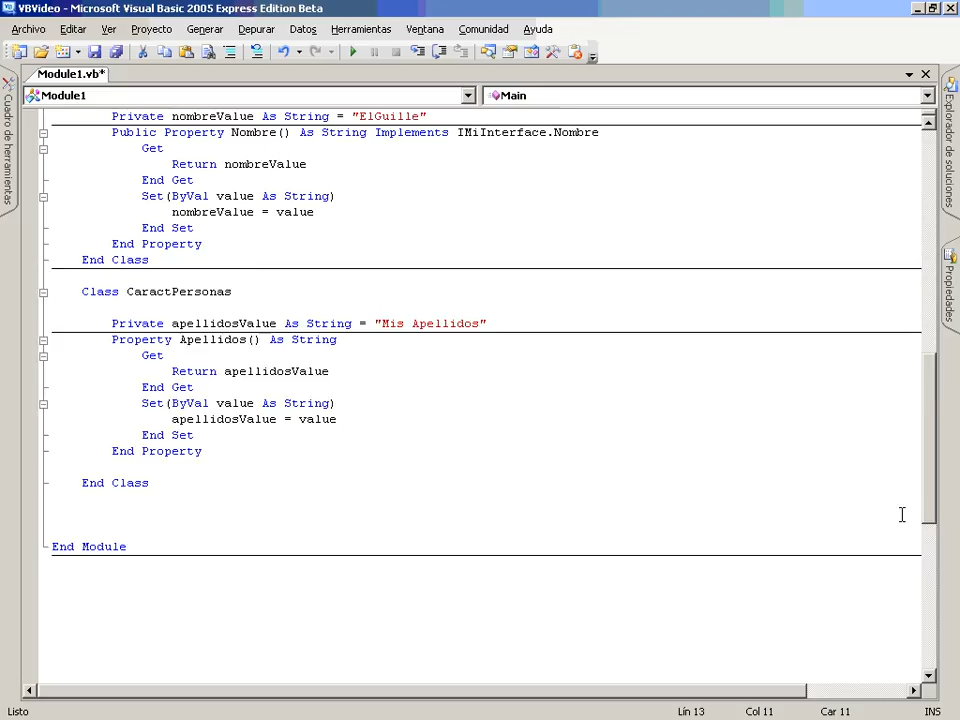 VBVideo - Microsoft Visual Basic 2005 Express Edition Beta
Archivo Editar Ver Proyecto Generar Depurar Datos Herramientas Ventana Comunidad Ayuda
Module1.vb*
Module1 Main
Private nombreValue As String = "ElGuille"
Public Property Nombre() As String Implements IMiInterface.Nombre
Get
Return nombreValue
End Get
Set(ByVal value As String)
nombreValue = value
End Set
End Property
End Class
Class CaractPersonas
Private apellidosValue As String = "Mis Apellidos"
Property Apellidos() As String
Get
Return apellidosValue
End Get
Set(ByVal value As String)
apellidosValue = value
End Set
End Property
End Class
End Module
Cuadro de herramientas
Explorador de soluciones
Propiedades
Listo Lín 13 Col 11 Car 11 INS